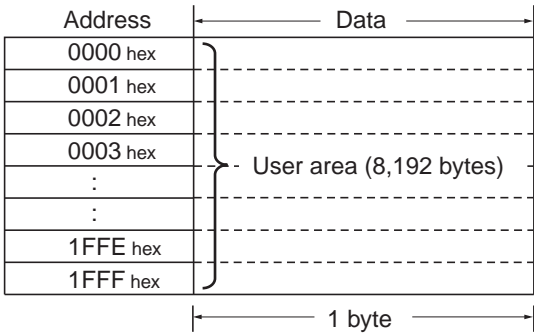 Address Data
0000 hex
0001 hex
0002 hex
0003 hex
User area (8,192 bytes)
:
:
1FFE hex
1FFF hex
1 byte